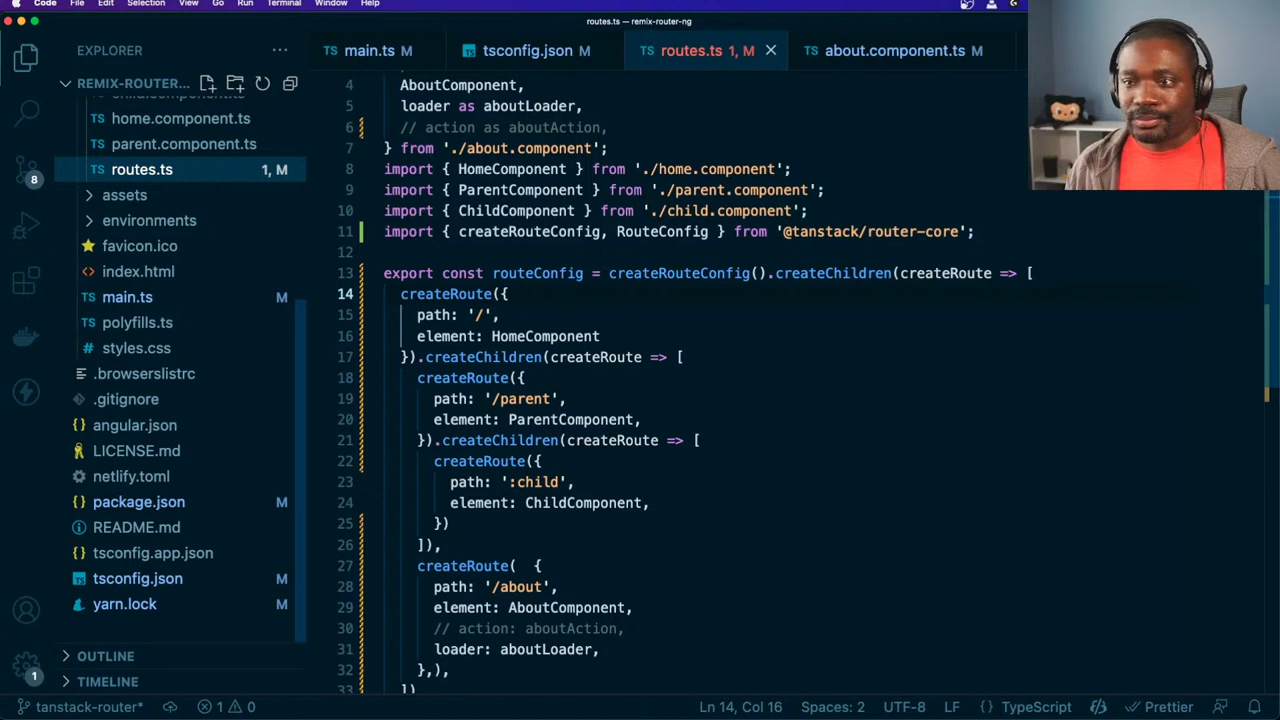 Code File Edit Selection View Go Run Terminal Window Help
routes.ts — remix-router-ng
EXPLORER
main.ts M
tsconfig.json M
routes.ts 1, M
about.component.ts M
REMIX-ROUTER...
child.component.ts
home.component.ts
parent.component.ts
routes.ts 1, M
assets
environments
favicon.ico
index.html
main.ts M
polyfills.ts
styles.css
.browserslistrc
.gitignore
angular.json
LICENSE.md
netlify.toml
package.json M
README.md
tsconfig.app.json
tsconfig.json M
yarn.lock M
OUTLINE
TIMELINE
8
1
4 AboutComponent,
5 loader as aboutLoader,
6 // action as aboutAction,
7 } from './about.component';
8 import { HomeComponent } from './home.component';
9 import { ParentComponent } from './parent.component';
10 import { ChildComponent } from './child.component';
11 import { createRouteConfig, RouteConfig } from '@tanstack/router-core';
12
13 export const routeConfig = createRouteConfig().createChildren(createRoute => [
14 createRoute({
15 path: '/',
16 element: HomeComponent
17 }).createChildren(createRoute => [
18 createRoute({
19 path: '/parent',
20 element: ParentComponent,
21 }).createChildren(createRoute => [
22 createRoute({
23 path: ':child',
24 element: ChildComponent,
25 })
26 ]),
27 createRoute(  {
28 path: '/about',
29 element: AboutComponent,
30 // action: aboutAction,
31 loader: aboutLoader,
32 },),
33 ])
tanstack-router* 1 0 Ln 14, Col 16 Spaces: 2 UTF-8 LF {} TypeScript Prettier